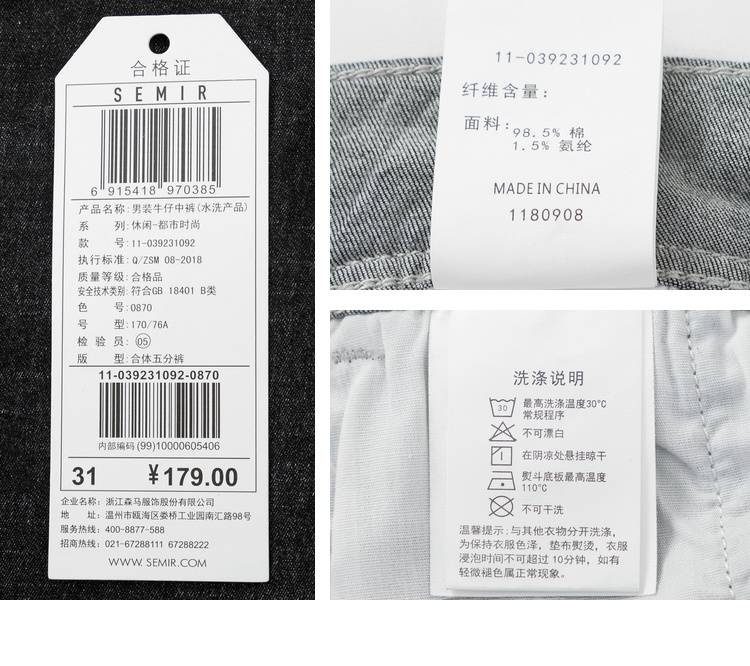 合格证
SEMIR
6 915418 970385
产品名称:男装牛仔中裤(水洗产品)
系 列:休闲-都市时尚
款 号:11-039231092
执行标准:Q/ZSM 08-2018
质量等级:合格品
安全技术类别:符合GB 18401 B类
色 号:0870
号 型:170/76A
检 验 员:05
版 型:合体五分裤
11-039231092-0870
内部编码(99)10000605406
31 ¥179.00
企业名称:浙江森马服饰股份有限公司
地 址:温州市瓯海区娄桥工业园南汇路98号
服务热线:400-8877-588
招商热线:021-67288111 67288222
WWW.SEMIR.COM
11-039231092
纤维含量:
面料:98.5% 棉
1.5% 氨纶
MADE IN CHINA
1180908
洗涤说明
30 最高洗涤温度30°C
常规程序
不可漂白
在阴凉处悬挂晾干
熨斗底板最高温度
110°C
不可干洗
温馨提示:与其他衣物分开洗涤,
为保持衣服色泽,垫布熨烫,衣服
浸泡时间不可超过10分钟,如有
轻微褪色属正常现象。